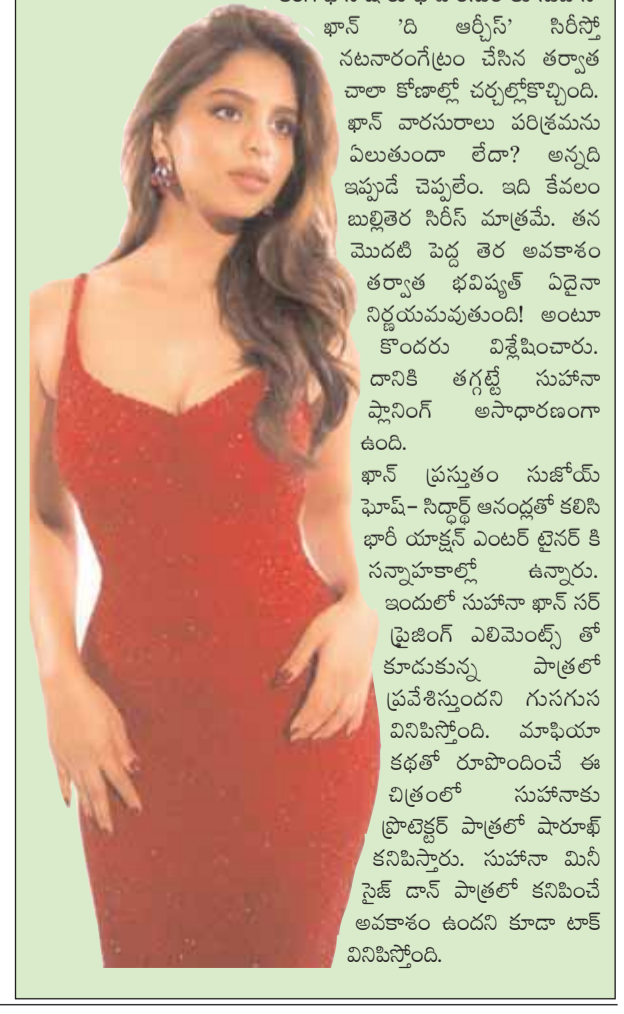 ఖాన్ 'ది ఆర్చీస్' సిరీస్తో
నటనారంగేట్రం చేసిన తర్వాత
చాలా కోణాల్లో చర్చల్లోకొచ్చింది.
ఖాన్ వారసురాలు పరిశ్రమను
ఏలుతుందా లేదా? అన్నది
ఇప్పుడే చెప్పలేం. ఇది కేవలం
బుల్లితెర సిరీస్ మాత్రమే. తన
మొదటి పెద్ద తెర అవకాశం
తర్వాత భవిష్యత్ ఏదైనా
నిర్ణయమవుతుంది! అంటూ
కొందరు విశ్లేషించారు.
దానికి తగ్గట్టే సుహానా
ప్లానింగ్ అసాధారణంగా
ఉంది.
ఖాన్ ప్రస్తుతం సుజోయ్
ఘోష్- సిద్ధార్థ్ ఆనంద్లతో కలిసి
భారీ యాక్షన్ ఎంటర్ టైనర్ కి
సన్నాహకాల్లో ఉన్నారు.
ఇందులో సుహానా ఖాన్ సర్
ప్రైజింగ్ ఎలిమెంట్స్ తో
కూడుకున్న పాత్రలో
ప్రవేశిస్తుందని గుసగుస
వినిపిస్తోంది. మాఫియా
కథతో రూపొందించే ఈ
చిత్రంలో సుహానాకు
ప్రొటెక్టర్ పాత్రలో షారూఖ్
కనిపిస్తారు. సుహానా మినీ
సైజ్ డాన్ పాత్రలో కనిపించే
అవకాశం ఉందని కూడా టాక్
వినిపిస్తోంది.